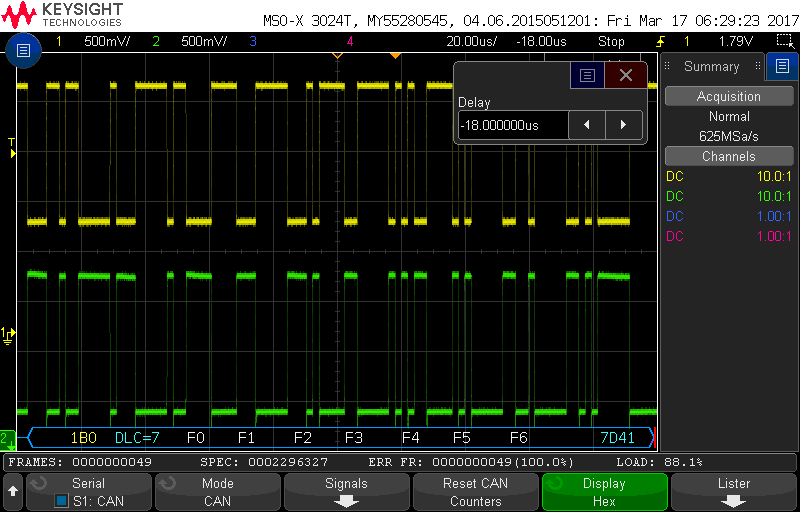 KEYSIGHT
TECHNOLOGIES
MSO-X 3024T, MY55280545, 04.06.2015051201: Fri Mar 17 06:29:23 2017
1 500mV/ 2 500mV/ 3 4 20.00us/ -18.00us Stop 1 1.79V
Summary
Delay
-18.000000us
Acquisition
Normal
625MSa/s
Channels
DC 10.0:1
DC 10.0:1
DC 1.00:1
DC 1.00:1
T
1
2
1B0 DLC=7 F0 F1 F2 F3 F4 F5 F6 7D41
FRAMES: 0000000049 SPEC: 0002296327 ERR FR: 0000000049(100.0%) LOAD: 88.1%
Serial
S1: CAN
Mode
CAN
Signals
Reset CAN
Counters
Display
Hex
Lister